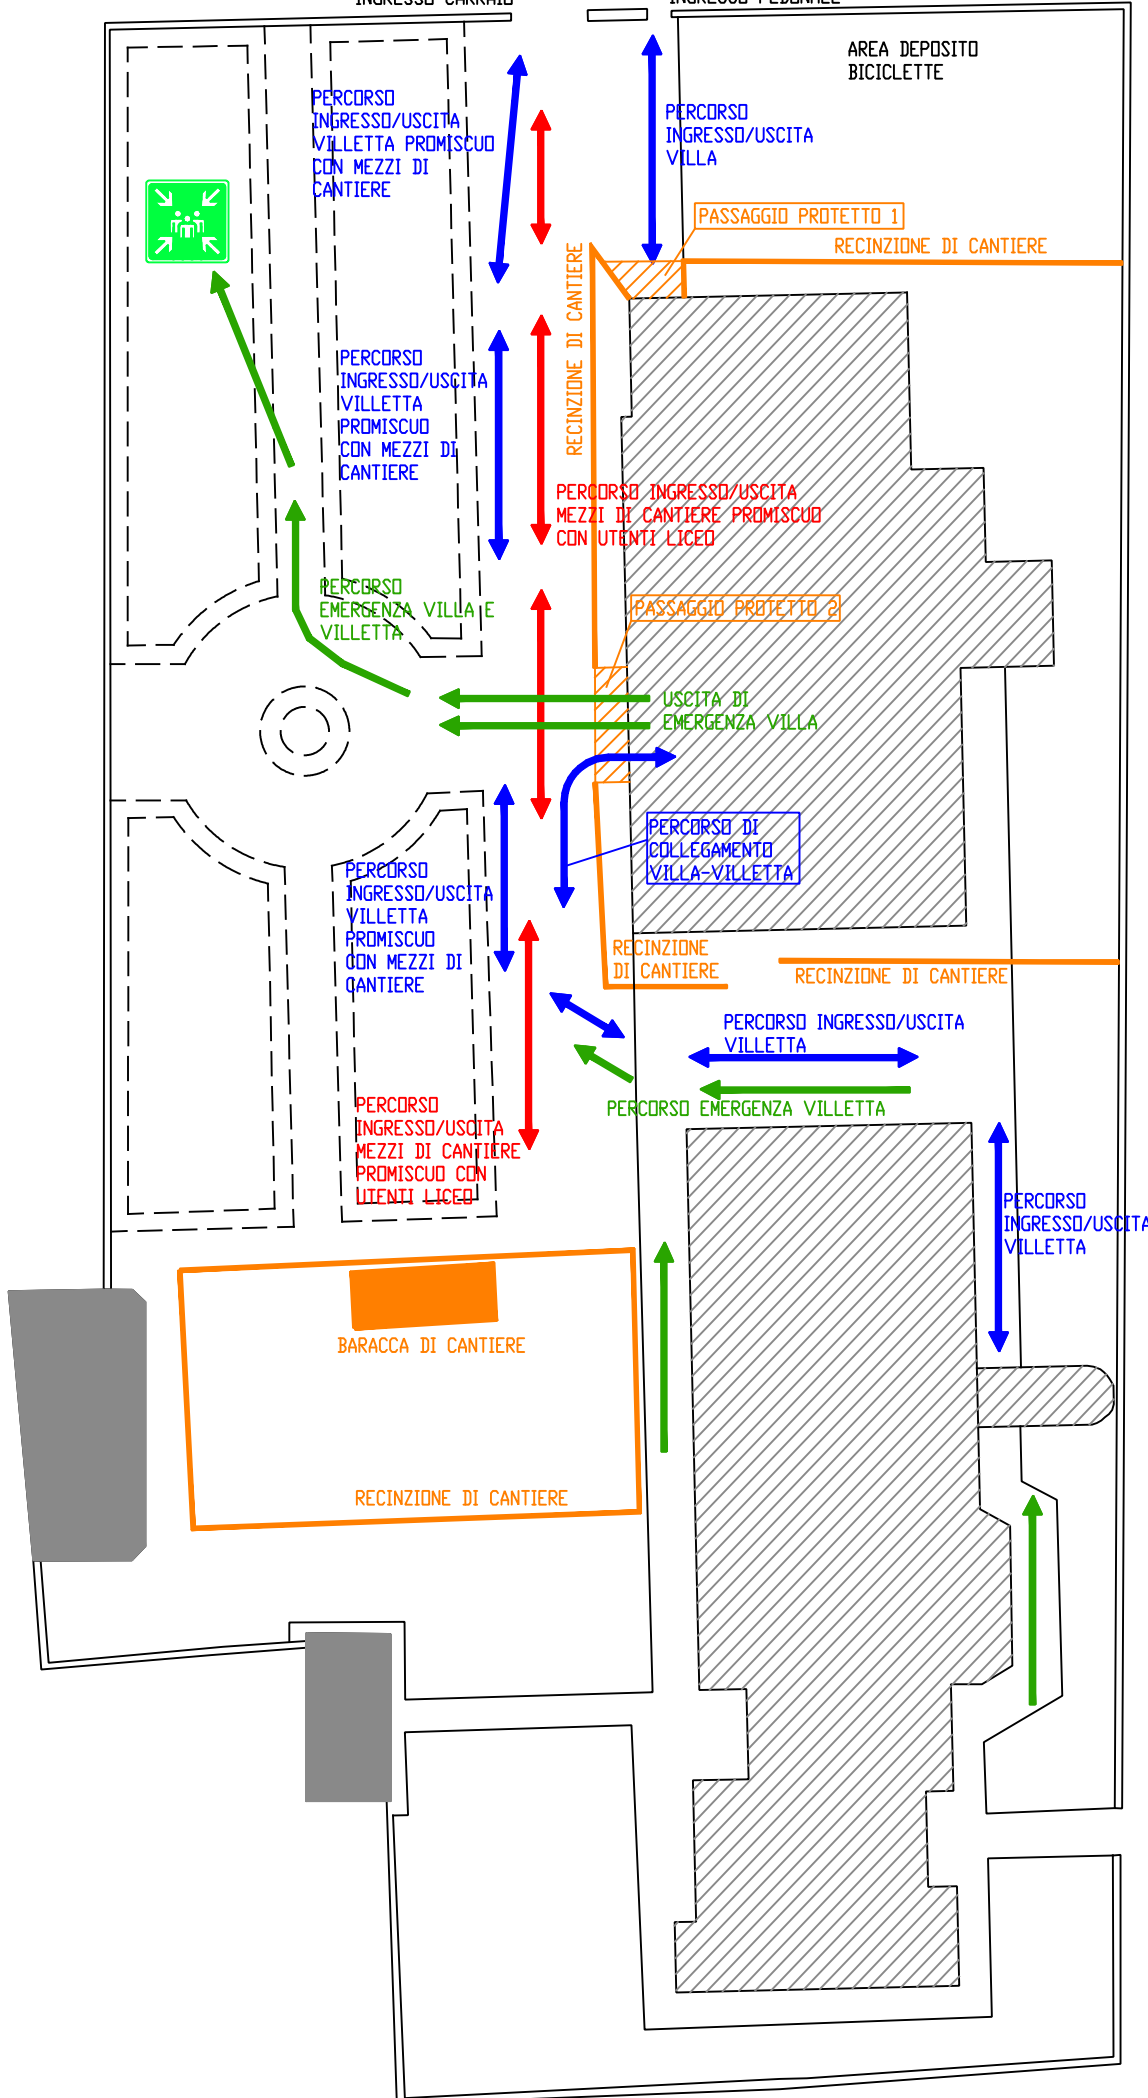 INGRESSO CARRAIO
INGRESSO PEDONALE
AREA DEPOSITO
BICICLETTE
PERCORSO
INGRESSO/USCITA
VILLETTA PROMISCUO
CON MEZZI DI
CANTIERE
PERCORSO
INGRESSO/USCITA
VILLA
PASSAGGIO PROTETTO 1
RECINZIONE DI CANTIERE
RECINZIONE DI CANTIERE
PERCORSO
INGRESSO/USCITA
VILLETTA
PROMISCUO
CON MEZZI DI
CANTIERE
PERCORSO INGRESSO/USCITA
MEZZI DI CANTIERE PROMISCUO
CON UTENTI LICEO
PERCORSO
EMERGENZA VILLA E
VILLETTA
PASSAGGIO PROTETTO 2
USCITA DI
EMERGENZA VILLA
PERCORSO DI
COLLEGAMENTO
VILLA-VILLETTA
PERCORSO
INGRESSO/USCITA
VILLETTA
PROMISCUO
CON MEZZI DI
CANTIERE
RECINZIONE
DI CANTIERE
RECINZIONE DI CANTIERE
PERCORSO INGRESSO/USCITA
VILLETTA
PERCORSO EMERGENZA VILLETTA
PERCORSO
INGRESSO/USCITA
MEZZI DI CANTIERE
PROMISCUO CON
UTENTI LICEO
PERCORSO
INGRESSO/USCITA
VILLETTA
BARACCA DI CANTIERE
RECINZIONE DI CANTIERE